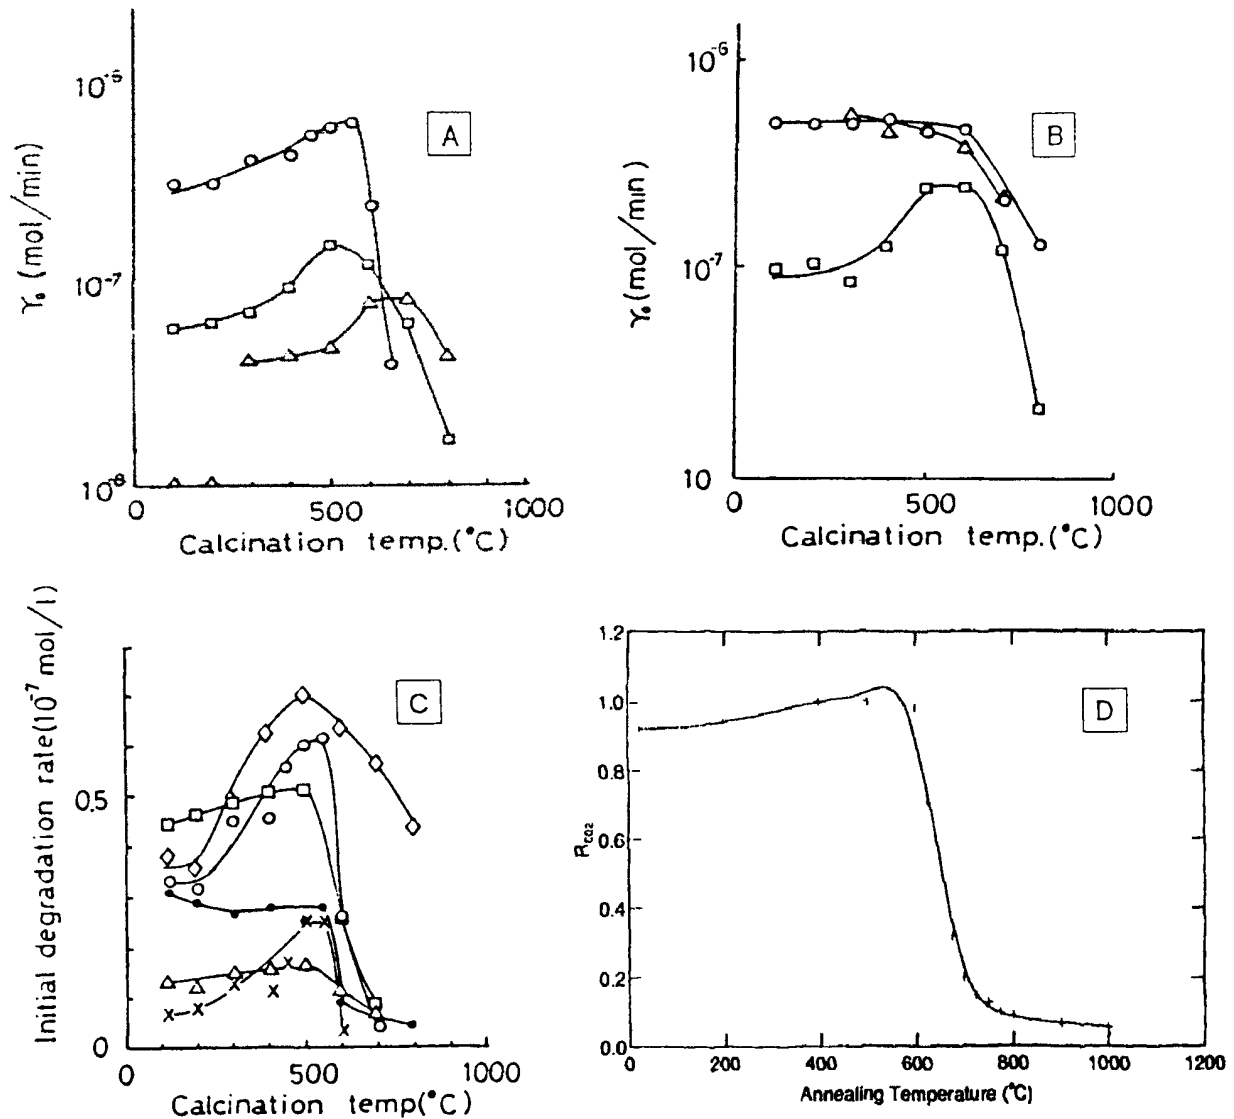 10⁻⁶
A
γ₀ (mol/min)
10⁻⁷
10⁻⁸
0
500
1000
Calcination temp.(°C)
10⁻⁶
B
γ₀(mol/min)
10⁻⁷
10
0
500
1000
Calcination temp.(°C)
Initial degradation rate(10⁻⁷ mol/l)
C
0.5
0
0
500
1000
Calcination temp(°C)
1.2
1.0
0.8
0.6
0.4
0.2
0.0
D
R_CO2
0
200
400
600
800
1000
1200
Annealing Temperature (°C)